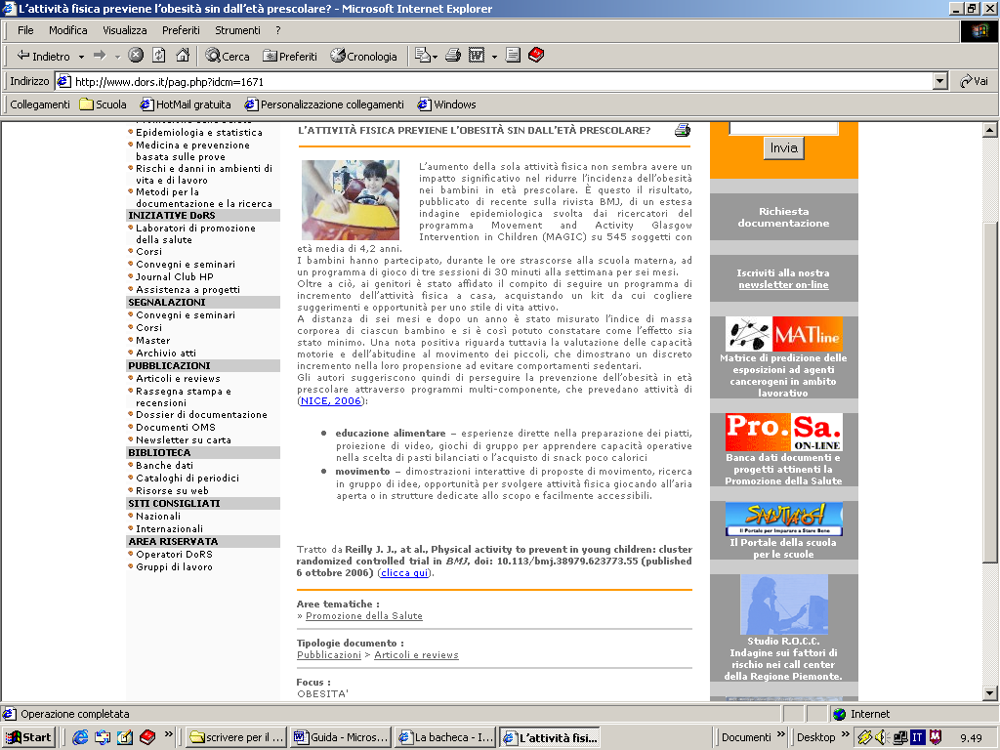 L'attività fisica previene l'obesità sin dall'età prescolare? - Microsoft Internet Explorer
File Modifica Visualizza Preferiti Strumenti ?
Indietro Cerca Preferiti Cronologia
Indirizzo http://www.dors.it/pag.php?idcm=1671 Vai
Collegamenti Scuola HotMail gratuita Personalizzazione collegamenti Windows
Epidemiologia e statistica
Medicina e prevenzione
basata sulle prove
Rischi e danni in ambienti di
vita e di lavoro
Metodi per la
documentazione e la ricerca
INIZIATIVE DoRS
Laboratori di promozione
della salute
Corsi
Convegni e seminari
Journal Club HP
Assistenza a progetti
SEGNALAZIONI
Convegni e seminari
Corsi
Master
Archivio atti
PUBBLICAZIONI
Articoli e reviews
Rassegna stampa e
recensioni
Dossier di documentazione
Documenti OMS
Newsletter su carta
BIBLIOTECA
Banche dati
Cataloghi di periodici
Risorse su web
SITI CONSIGLIATI
Nazionali
Internazionali
AREA RISERVATA
Operatori DoRS
Gruppi di lavoro
L'ATTIVITÀ FISICA PREVIENE L'OBESITÀ SIN DALL'ETÀ PRESCOLARE?
L'aumento della sola attività fisica non sembra avere un
impatto significativo nel ridurre l'incidenza dell'obesità
nei bambini in età prescolare. È questo il risultato,
pubblicato di recente sulla rivista BMJ, di un estesa
indagine epidemiologica svolta dai ricercatori del
programma Movement and Activity Glasgow
Intervention in Children (MAGIC) su 545 soggetti con
età media di 4,2 anni.
I bambini hanno partecipato, durante le ore strascorse alla scuola materna, ad
un programma di gioco di tre sessioni di 30 minuti alla settimana per sei mesi.
Oltre a ciò, ai genitori è stato affidato il compito di seguire un programma di
incremento dell'attività fisica a casa, acquistando un kit da cui cogliere
suggerimenti e opportunità per uno stile di vita attivo.
A distanza di sei mesi e dopo un anno è stato misurato l'indice di massa
corporea di ciascun bambino e si è così potuto constatare come l'effetto sia
stato minimo. Una nota positiva riguarda tuttavia la valutazione delle capacità
motorie e dell'abitudine al movimento dei piccoli, che dimostrano un discreto
incremento nella loro propensione ad evitare comportamenti sedentari.
Gli autori suggeriscono quindi di perseguire la prevenzione dell'obesità in età
prescolare attraverso programmi multi-componente, che prevedano attività di
(NICE, 2006):
• educazione alimentare – esperienze dirette nella preparazione dei piatti,
proiezione di video, giochi di gruppo per apprendere capacità operative
nella scelta di pasti bilanciati o l'acquisto di snack poco calorici
• movimento – dimostrazioni interattive di proposte di movimento, ricerca
in gruppo di idee, opportunità per svolgere attività fisica giocando all'aria
aperta o in strutture dedicate allo scopo e facilmente accessibili.
Tratto da Reilly J. J., at al., Physical activity to prevent in young children: cluster
randomized controlled trial in BMJ, doi: 10.113/bmj.38979.623773.55 (published
6 ottobre 2006) (clicca qui).
Aree tematiche :
» Promozione della Salute
Tipologie documento :
Pubblicazioni > Articoli e reviews
Focus :
OBESITA'
Invia
Richiesta
documentazione
Iscriviti alla nostra
newsletter on-line
MATline
Matrice di predizione delle
esposizioni ad agenti
cancerogeni in ambito
lavorativo
Pro.Sa.
ON-LINE
Banca dati documenti e
progetti attinenti la
Promozione della Salute
Il Portale per Imparare a Stare Bene
Il Portale della scuola
per le scuole
Studio R.O.C.C.
Indagine sui fattori di
rischio nei call center
della Regione Piemonte.
Operazione completata Internet
Start » scrivere per il ... Guida - Micros... La bacheca - I... L'attività fisi... Documenti » Desktop » IT 9.49